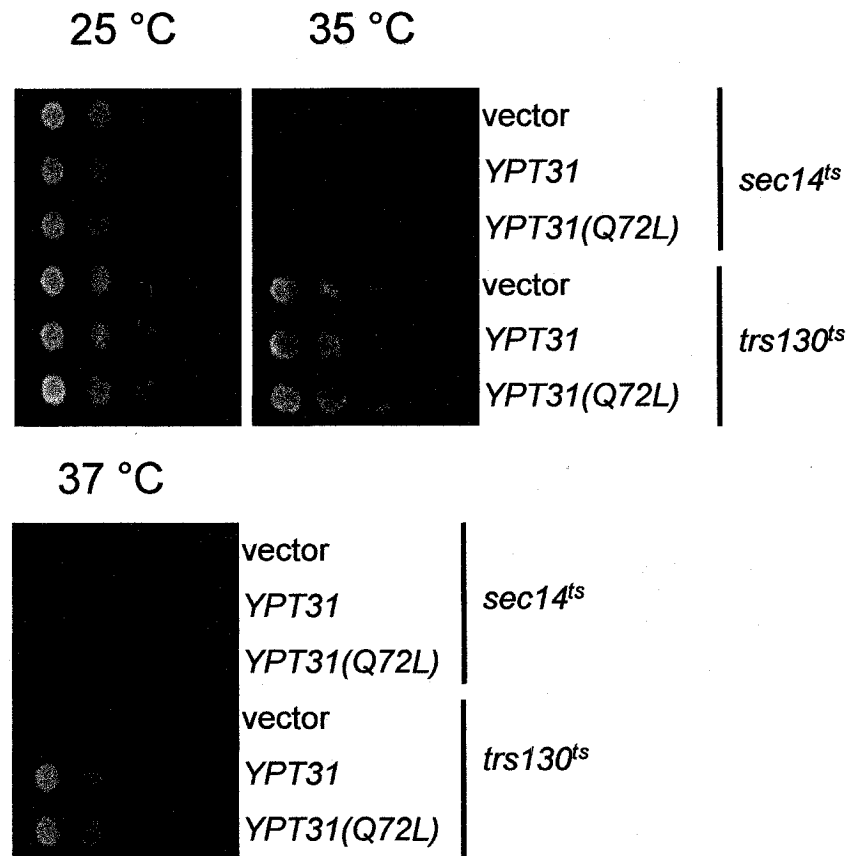 25 °C 35 °C
vector
YPT31
sec14ts
YPT31(Q72L)
vector
YPT31
trs130ts
YPT31(Q72L)
37 °C
vector
YPT31
sec14ts
YPT31(Q72L)
vector
YPT31
trs130ts
YPT31(Q72L)